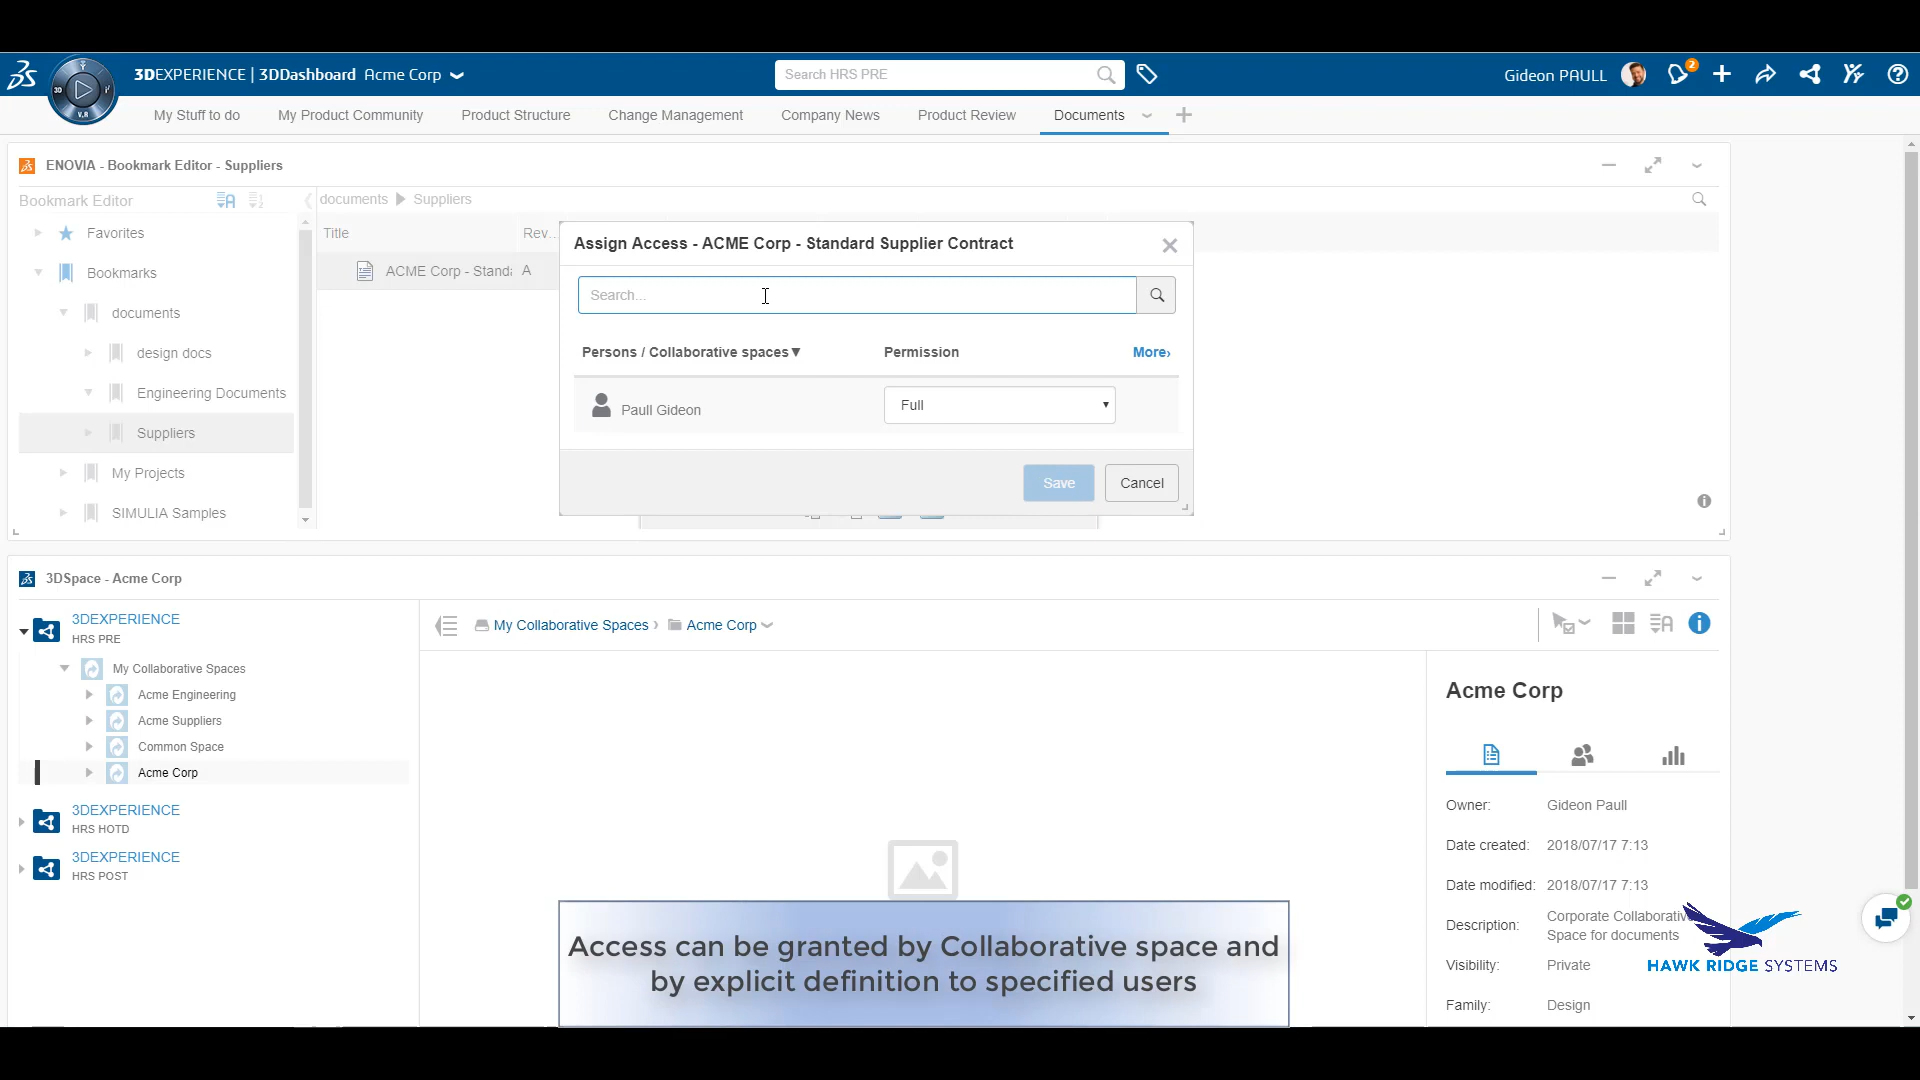 3DEXPERIENCE | 3DDashboard Acme Corp
Search HRS PRE
Gideon PAULL
2
3D
V.R
My Stuff to do
My Product Community
Product Structure
Change Management
Company News
Product Review
Documents
ENOVIA - Bookmark Editor - Suppliers
Bookmark Editor
documents
Suppliers
Favorites
Title
Rev...
Bookmarks
ACME Corp - Standa
A
documents
design docs
Engineering Documents
Suppliers
My Projects
SIMULIA Samples
Assign Access - ACME Corp - Standard Supplier Contract
Search...
Persons / Collaborative spaces
Permission
More›
Paull Gideon
Full
Save
Cancel
3DSpace - Acme Corp
3DEXPERIENCE
HRS PRE
My Collaborative Spaces
Acme Engineering
Acme Suppliers
Common Space
Acme Corp
3DEXPERIENCE
HRS HOTD
3DEXPERIENCE
HRS POST
My Collaborative Spaces › Acme Corp
Acme Corp
Owner: Gideon Paull
Date created: 2018/07/17 7:13
Date modified: 2018/07/17 7:13
Description: Corporate Collaborative
Space for documents
Visibility: Private
Family: Design
HAWK RIDGE SYSTEMS
Access can be granted by Collaborative space and
by explicit definition to specified users